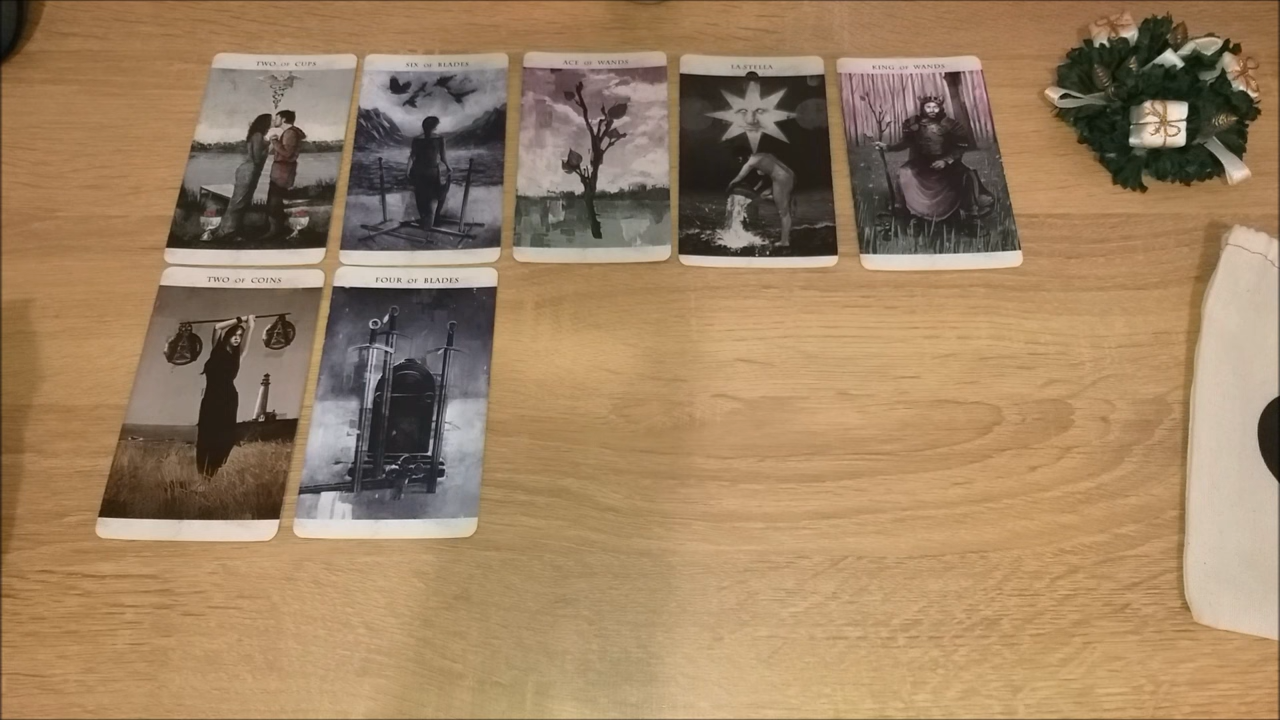 TWO OF CUPS
SIX OF BLADES
ACE OF WANDS
LA STELLA
KING OF WANDS
TWO OF COINS
FOUR OF BLADES